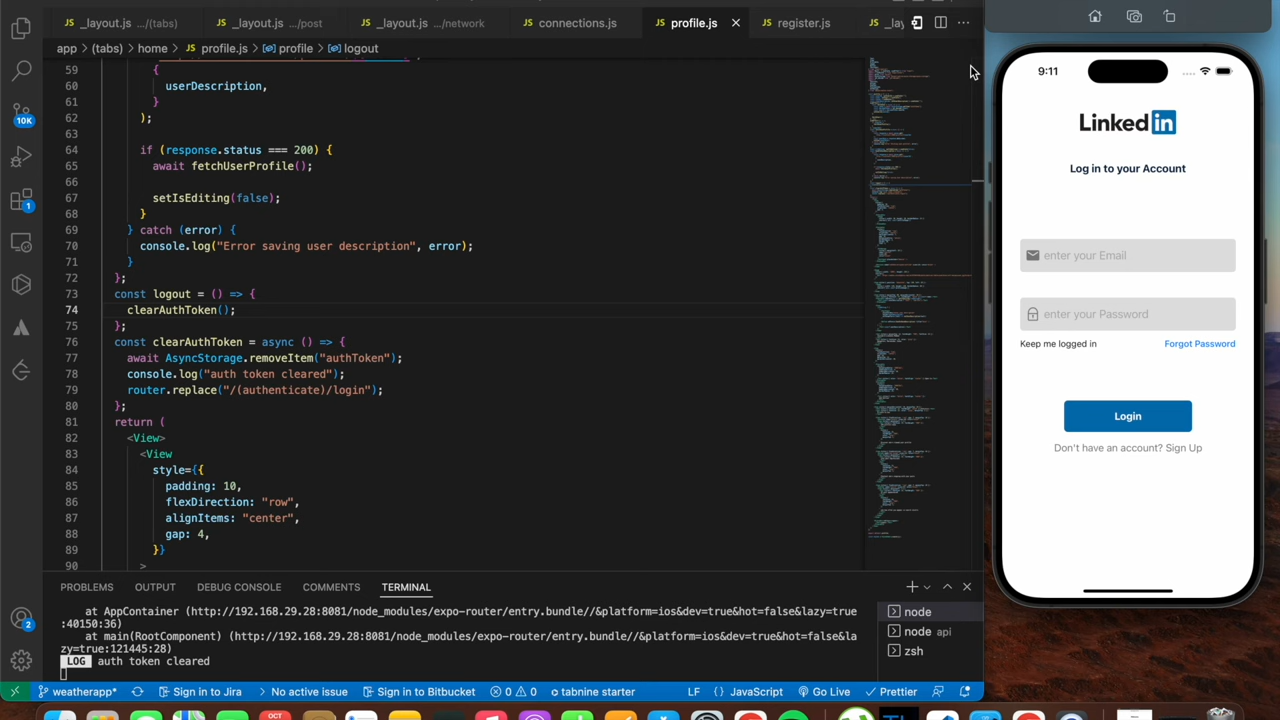 _layout.js .../(tabs)
_layout.js .../post
_layout.js .../network
connections.js
profile.js
register.js
_lay
app > (tabs) > home > profile.js > profile > logout
59 {
60 userDescription,
61 }
62 );
63
64 if (response.status === 200) {
65 await fetchUserProfile();
66
67 setIsEditing(false);
68 }
69 } catch (error) {
70 console.log("Error saving user description", error);
71 }
72 };
73 const logout = () => {
74 clearAuthToken();
75 };
76 const clearAuthToken = async () => {
77 await AsyncStorage.removeItem("authToken");
78 console.log("auth token cleared");
79 router.replace("/(authenticate)/login");
80 };
81 return (
82 <View>
83 <View
84 style={{
85 padding: 10,
86 flexDirection: "row",
87 alignItems: "center",
88 gap: 4,
89 }}
90 >
10K
1
2
PROBLEMS OUTPUT DEBUG CONSOLE COMMENTS TERMINAL
at AppContainer (http://192.168.29.28:8081/node_modules/expo-router/entry.bundle//&platform=ios&dev=true&hot=false&lazy=true
:40150:36)
at main(RootComponent) (http://192.168.29.28:8081/node_modules/expo-router/entry.bundle//&platform=ios&dev=true&hot=false&la
zy=true:121445:28)
LOG auth token cleared
node
node api
zsh
weatherapp* Sign in to Jira No active issue Sign in to Bitbucket 0 0 tabnine starter LF {} JavaScript Go Live Prettier
OCT
9:11
Linkedin
Log in to your Account
enter your Email
enter your Password
Keep me logged in Forgot Password
Login
Don't have an account? Sign Up